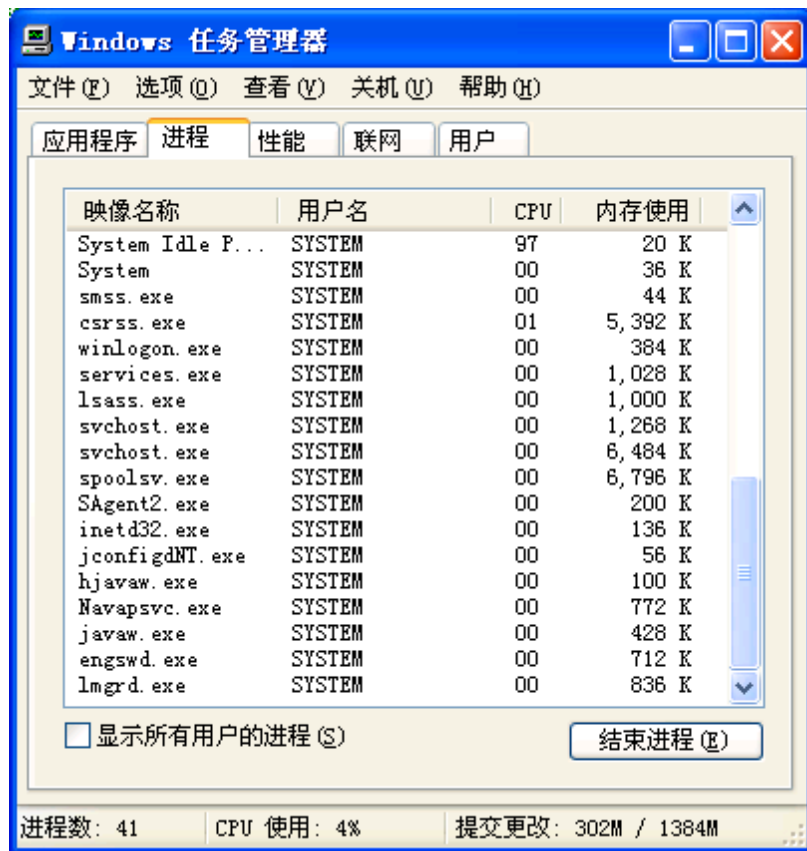 Windows 任务管理器
文件(F) 选项(O) 查看(V) 关机(U) 帮助(H)
应用程序 进程 性能 联网 用户
映像名称 用户名 CPU 内存使用
System Idle P... SYSTEM 97 20 K
System SYSTEM 00 36 K
smss.exe SYSTEM 00 44 K
csrss.exe SYSTEM 01 5,392 K
winlogon.exe SYSTEM 00 384 K
services.exe SYSTEM 00 1,028 K
lsass.exe SYSTEM 00 1,000 K
svchost.exe SYSTEM 00 1,268 K
svchost.exe SYSTEM 00 6,484 K
spoolsv.exe SYSTEM 00 6,796 K
SAgent2.exe SYSTEM 00 200 K
inetd32.exe SYSTEM 00 136 K
jconfigdNT.exe SYSTEM 00 56 K
hjavaw.exe SYSTEM 00 100 K
Navapsvc.exe SYSTEM 00 772 K
javaw.exe SYSTEM 00 428 K
engswd.exe SYSTEM 00 712 K
lmgrd.exe SYSTEM 00 836 K
显示所有用户的进程(S) 结束进程(E)
进程数: 41 CPU 使用: 4% 提交更改: 302M / 1384M